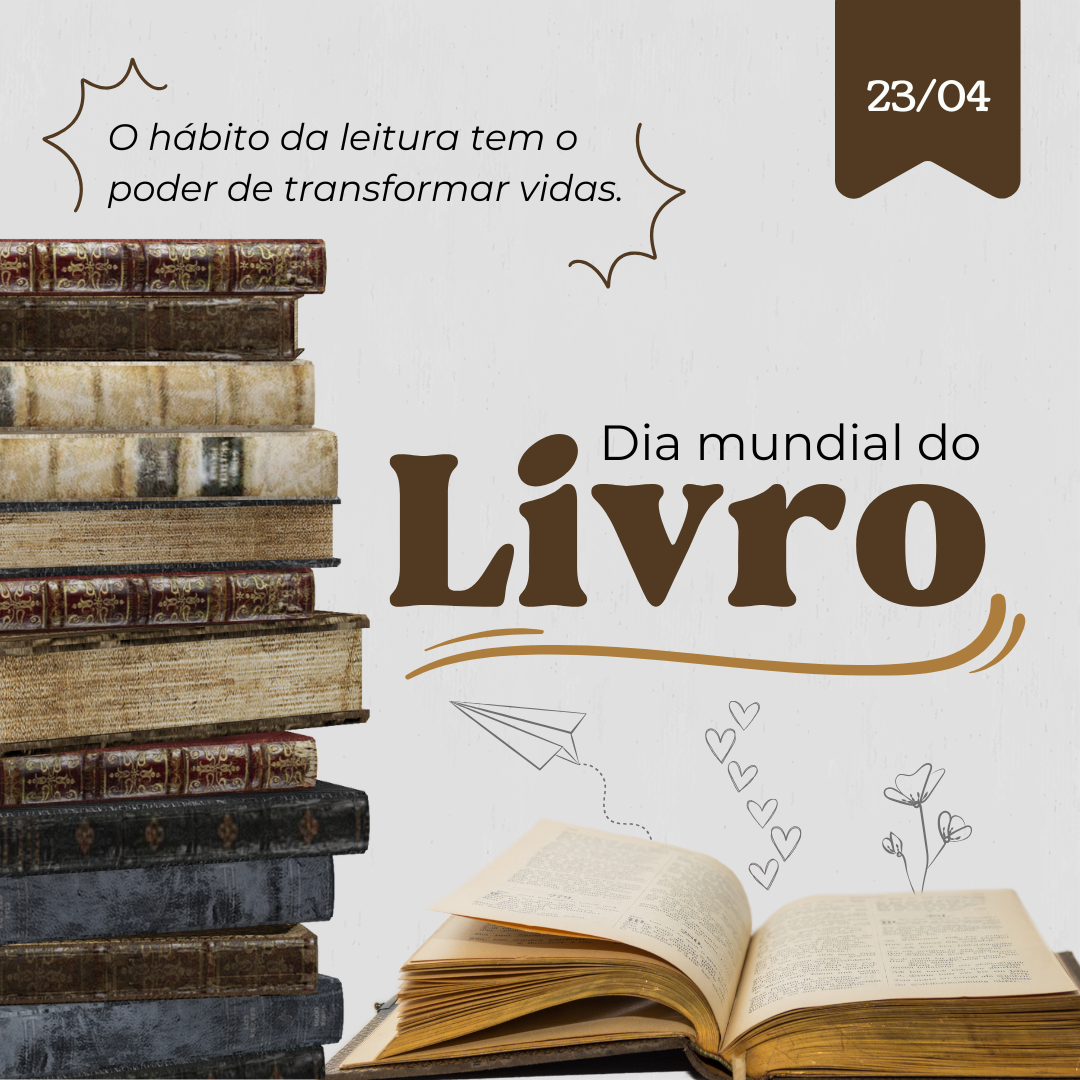 23/04
O hábito da leitura tem o
poder de transformar vidas.
Dia mundial do
Livro